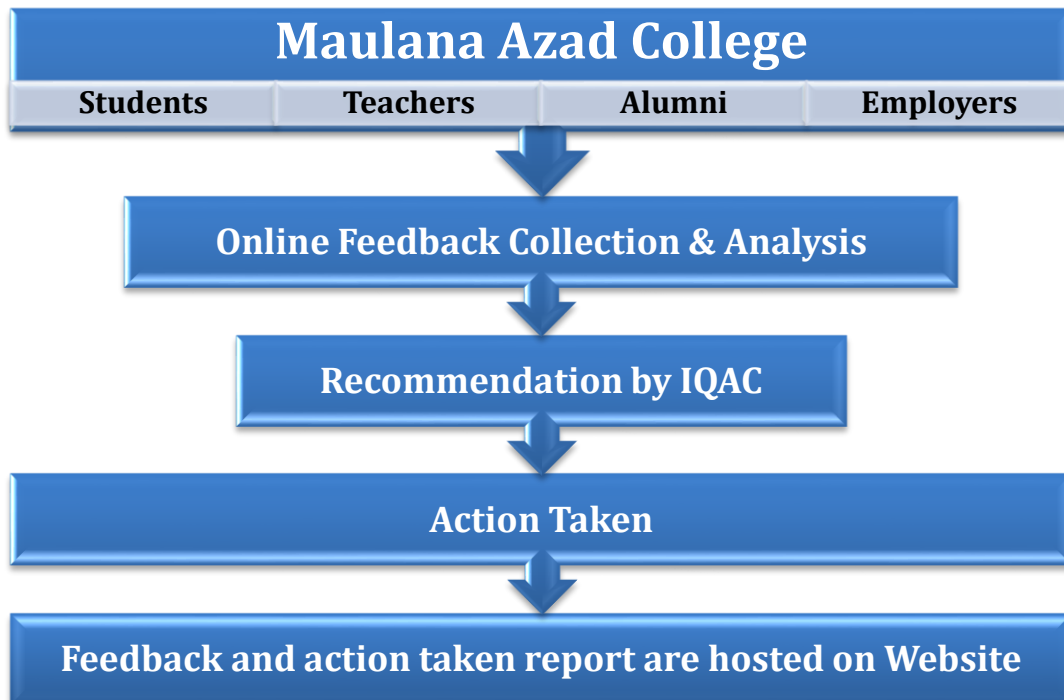 Maulana Azad College
Students Teachers Alumni Employers
Online Feedback Collection & Analysis
Recommendation by IQAC
Action Taken
Feedback and action taken report are hosted on Website